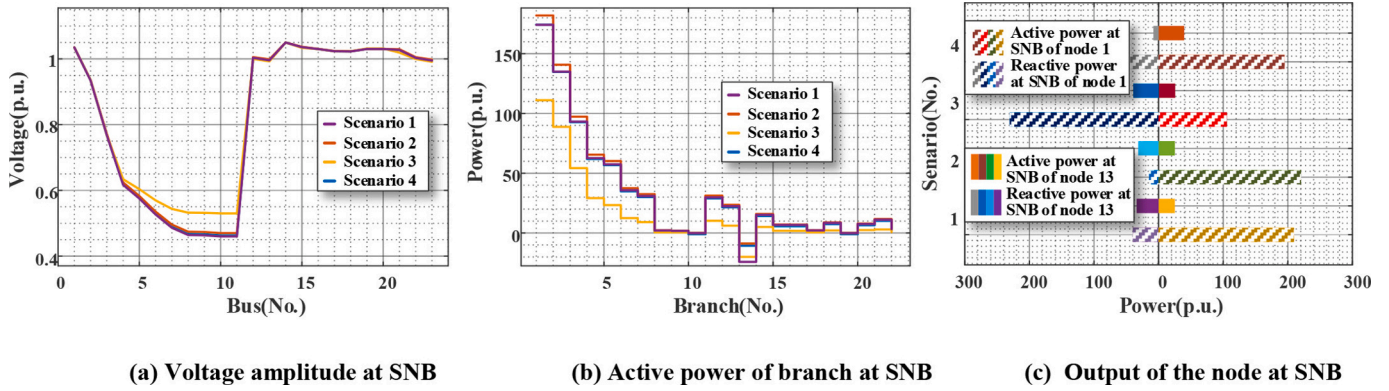 1
0.8
0.6
0.4
Voltage(p.u.)
Scenario 1
Scenario 2
Scenario 3
Scenario 4
0 5 10 15 20
Bus(No.)
150
100
50
0
Power(p.u.)
Scenario 1
Scenario 2
Scenario 3
Scenario 4
5 10 15 20
Branch(No.)
4
3
2
1
Senario(No.)
Active power at
SNB of node 1
Reactive power
at SNB of node 1
Active power at
SNB of node 13
Reactive power at
SNB of node 13
300 200 100 0 100 200 300
Power(p.u.)
(a) Voltage amplitude at SNB
(b) Active power of branch at SNB
(c) Output of the node at SNB